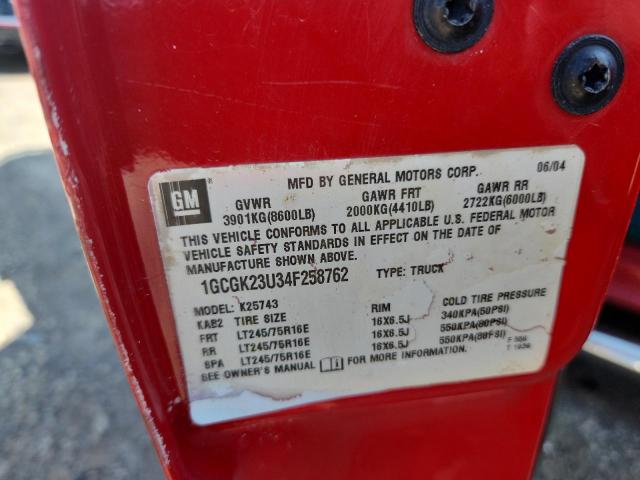 MFD BY GENERAL MOTORS CORP. 06/04
GM
GVWR GAWR FRT GAWR RR
3901KG(8600LB) 2000KG(4410LB) 2722KG(6000LB)
THIS VEHICLE CONFORMS TO ALL APPLICABLE U.S. FEDERAL MOTOR
VEHICLE SAFETY STANDARDS IN EFFECT ON THE DATE OF
MANUFACTURE SHOWN ABOVE.
1GCGK23U34F258762 TYPE: TRUCK
MODEL: K25743
KAB2 TIRE SIZE RIM COLD TIRE PRESSURE
FRT LT245/75R16E 16X6.5J 340KPA(50PSI)
RR LT245/75R16E 16X6.5J 550KPA(80PSI)
SPA LT245/75R16E 16X6.5J 550KPA(80PSI)
SEE OWNER'S MANUAL FOR MORE INFORMATION.